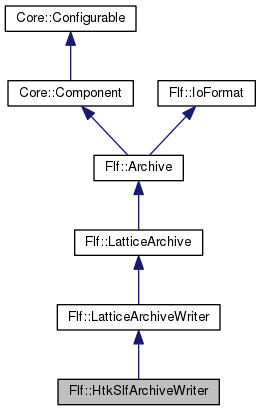 Core::Configurable
Core::Component
Flf::IoFormat
Flf::Archive
Flf::LatticeArchive
Flf::LatticeArchiveWriter
Flf::HtkSlfArchiveWriter